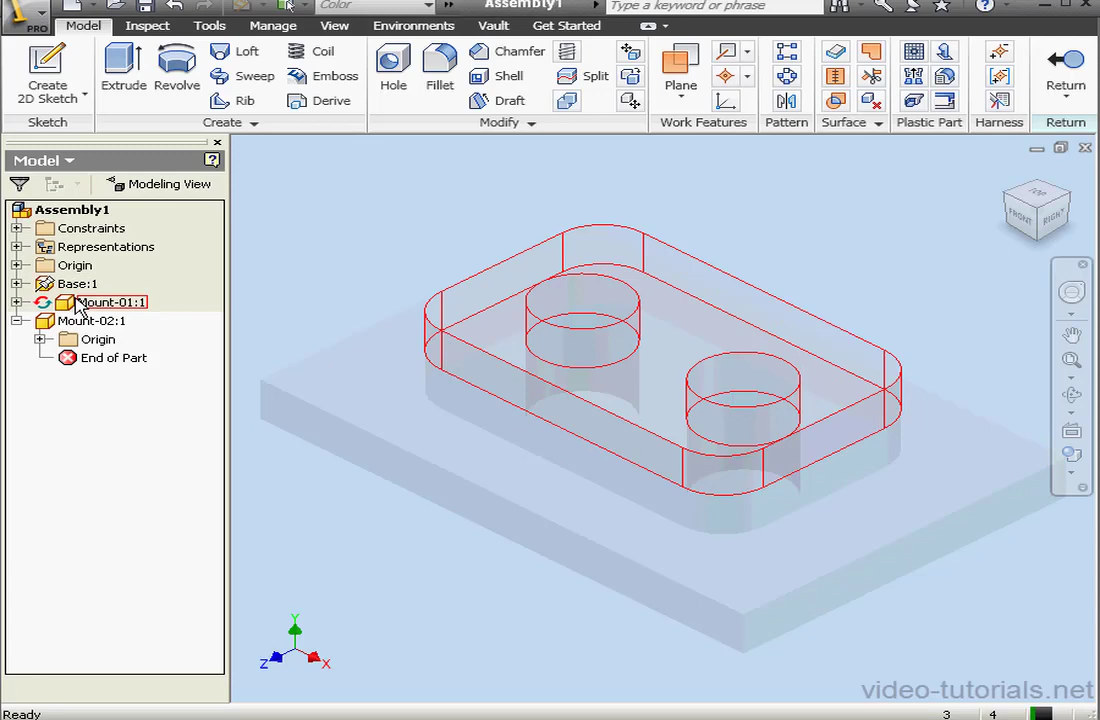 Color
Assembly1
Type a keyword or phrase
PRO
Model
Inspect
Tools
Manage
View
Environments
Vault
Get Started
Create
2D Sketch
Extrude
Revolve
Loft
Sweep
Rib
Coil
Emboss
Derive
Hole
Fillet
Chamfer
Shell
Draft
Split
Plane
Return
Sketch
Create
Modify
Work Features
Pattern
Surface
Plastic Part
Harness
Return
Model
Modeling View
Assembly1
Constraints
Representations
Origin
Base:1
Mount-01:1
Mount-02:1
Origin
End of Part
TOP
FRONT
RIGHT
Y
Z
X
video-tutorials.net
Ready
3
4